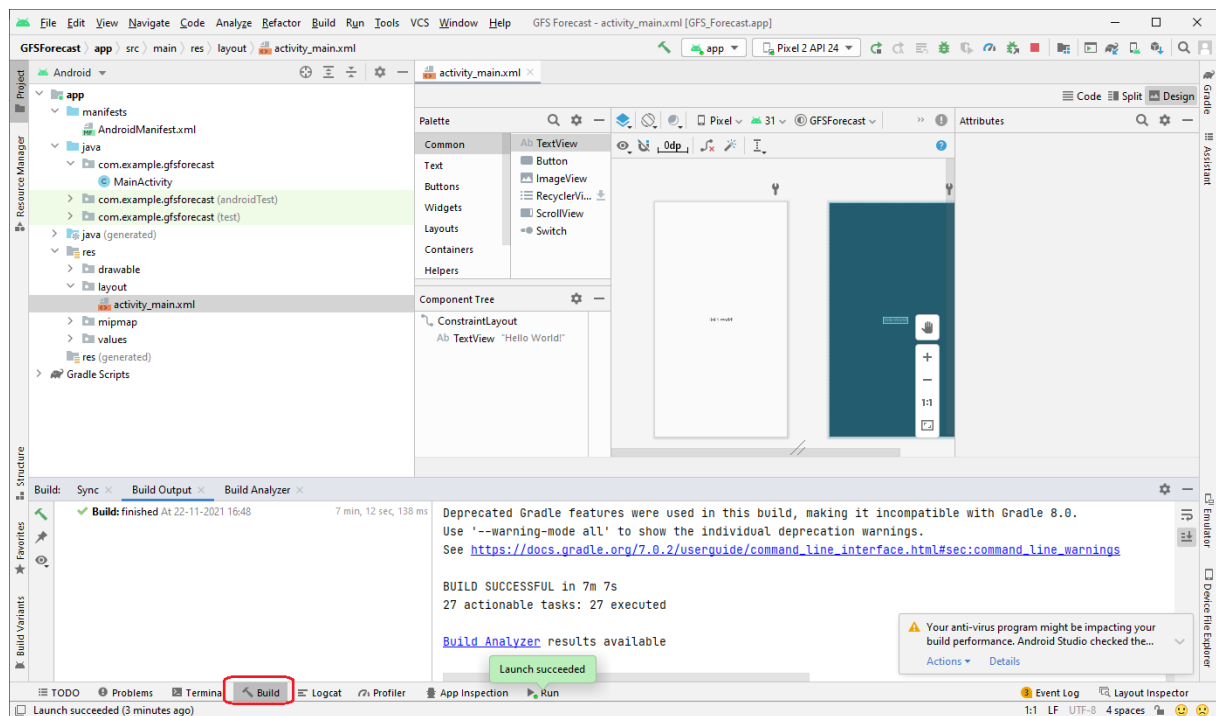 File Edit View Navigate Code Analyze Refactor Build Run Tools VCS Window Help GFS Forecast - activity_main.xml [GFS_Forecast.app]
GFSForecast app src main res layout activity_main.xml
app
Pixel 2 API 24
Project
Resource Manager
Structure
Favorites
Build Variants
Android
app
manifests
AndroidManifest.xml
java
com.example.gfsforecast
MainActivity
com.example.gfsforecast (androidTest)
com.example.gfsforecast (test)
java (generated)
res
drawable
layout
activity_main.xml
mipmap
values
res (generated)
Gradle Scripts
activity_main.xml
Code Split Design
Palette
Common
Text
Buttons
Widgets
Layouts
Containers
Helpers
Ab TextView
Button
ImageView
RecyclerVi...
ScrollView
Switch
Component Tree
ConstraintLayout
Ab TextView "Hello World!"
Pixel 31 GFSForecast
0dp
1:1
Attributes
Gradle
Assistant
Emulator
Device File Explorer
Build: Sync Build Output Build Analyzer
Build: finished At 22-11-2021 16:48 7 min, 12 sec, 138 ms
Deprecated Gradle features were used in this build, making it incompatible with Gradle 8.0.
Use '--warning-mode all' to show the individual deprecation warnings.
See https://docs.gradle.org/7.0.2/userguide/command_line_interface.html#sec:command_line_warnings
BUILD SUCCESSFUL in 7m 7s
27 actionable tasks: 27 executed
Build Analyzer results available
Launch succeeded
Your anti-virus program might be impacting your
build performance. Android Studio checked the...
Actions Details
TODO Problems Termina Build Logcat Profiler App Inspection Run Event Log Layout Inspector
Launch succeeded (3 minutes ago) 1:1 LF UTF-8 4 spaces